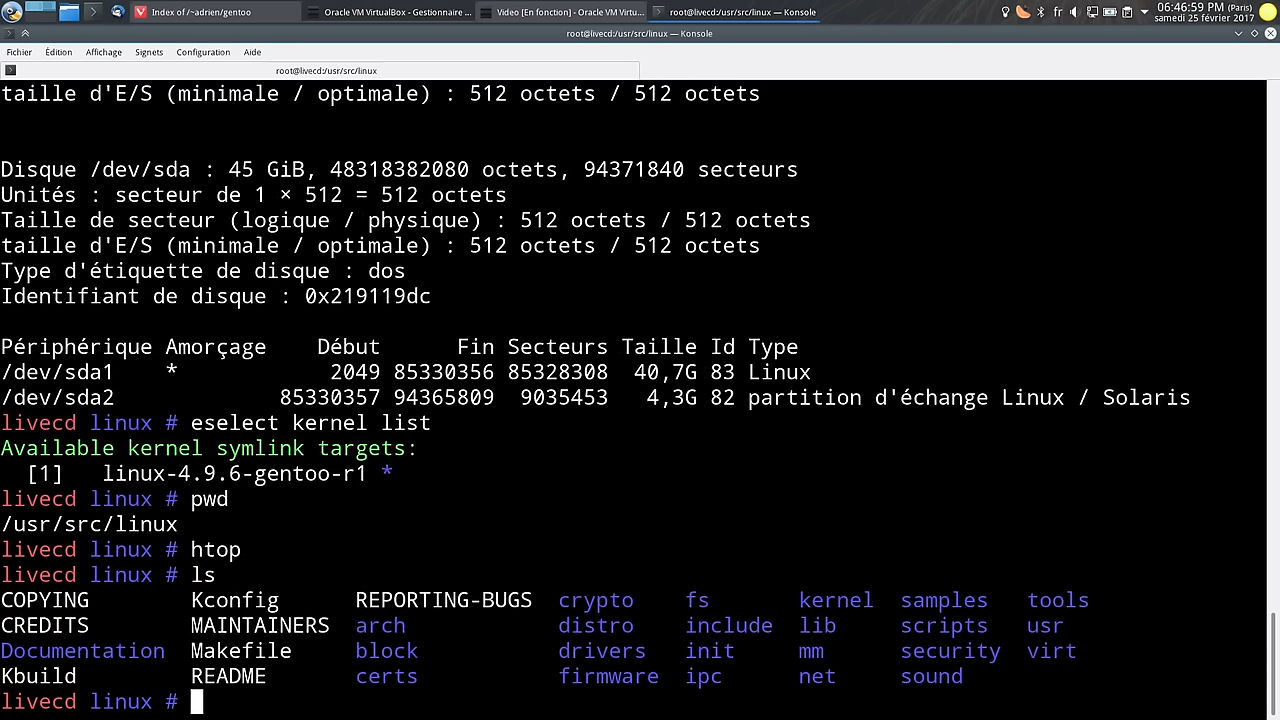 Index of /~adrien/gentoo
Oracle VM VirtualBox - Gestionnaire ...
Video [En fonction] - Oracle VM Virtu...
root@livecd:/usr/src/linux — Konsole
fr
06:46:59 PM (Paris)
samedi 25 février 2017
root@livecd:/usr/src/linux — Konsole
Fichier Édition Affichage Signets Configuration Aide
root@livecd:/usr/src/linux
taille d'E/S (minimale / optimale) : 512 octets / 512 octets
Disque /dev/sda : 45 GiB, 48318382080 octets, 94371840 secteurs
Unités : secteur de 1 × 512 = 512 octets
Taille de secteur (logique / physique) : 512 octets / 512 octets
taille d'E/S (minimale / optimale) : 512 octets / 512 octets
Type d'étiquette de disque : dos
Identifiant de disque : 0x219119dc
Périphérique Amorçage    Début      Fin Secteurs Taille Id Type
/dev/sda1    *            2049 85330356 85328308  40,7G 83 Linux
/dev/sda2             85330357 94365809  9035453   4,3G 82 partition d'échange Linux / Solaris
livecd linux # eselect kernel list
Available kernel symlink targets:
  [1]   linux-4.9.6-gentoo-r1 *
livecd linux # pwd
/usr/src/linux
livecd linux # htop
livecd linux # ls
COPYING        Kconfig      REPORTING-BUGS  crypto    fs       kernel  samples   tools
CREDITS        MAINTAINERS  arch            distro    include  lib     scripts   usr
Documentation  Makefile     block           drivers   init     mm      security  virt
Kbuild         README       certs           firmware  ipc      net     sound
livecd linux #